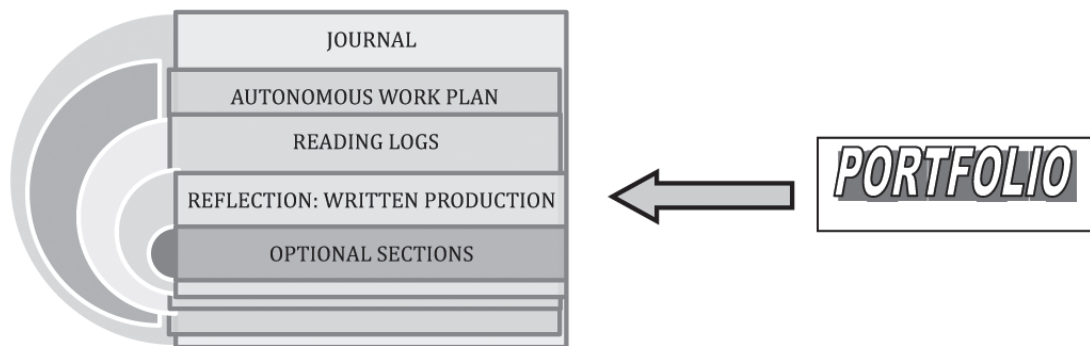 JOURNAL
AUTONOMOUS WORK PLAN
READING LOGS
REFLECTION: WRITTEN PRODUCTION
OPTIONAL SECTIONS
PORTFOLIO